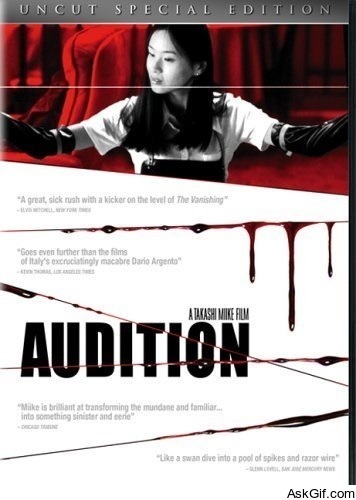 UNCUT SPECIAL EDITION
"A great, sick rush with a kicker on the level of The Vanishing"
– ELVIS MITCHELL, NEW YORK TIMES
"Goes even further than the films
of Italy's excruciatingly macabre Dario Argento"
– KEVIN THOMAS, LOS ANGELES TIMES
A TAKASHI MIIKE FILM
AUDITION
"Miike is brilliant at transforming the mundane and familiar...
into something sinister and eerie"
– CHICAGO TRIBUNE
"Like a swan dive into a pool of spikes and razor wire"
– GLENN LOVELL, SAN JOSE MERCURY NEWS
AskGif.com